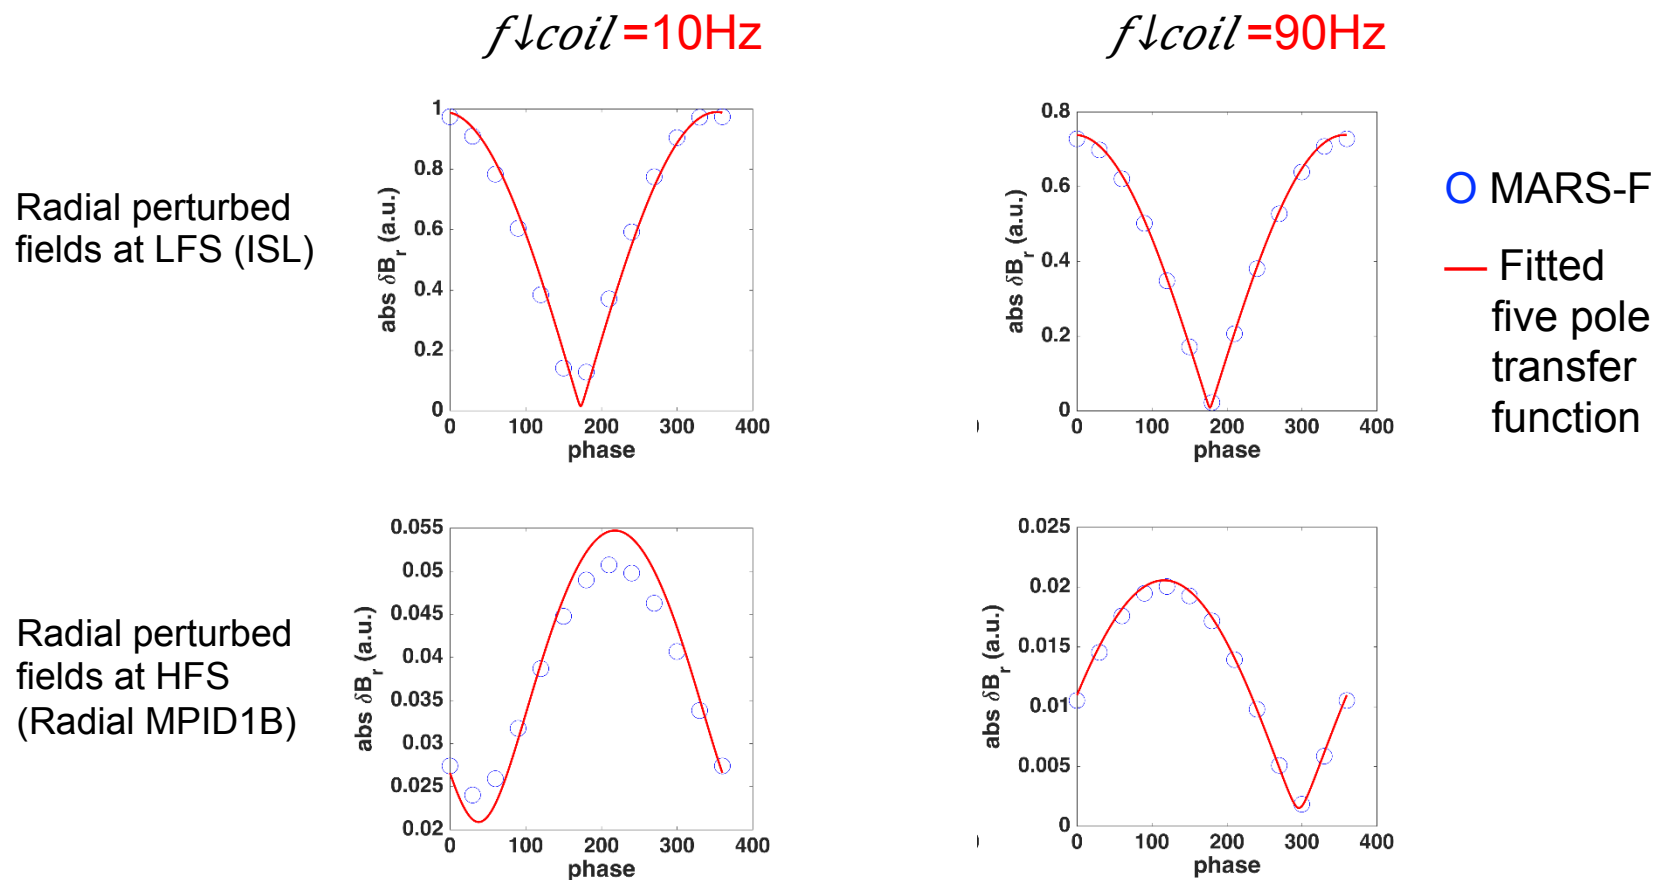 f↓coil=10Hz
f↓coil=90Hz
Radial perturbed
fields at LFS (ISL)
abs δB_r (a.u.)
1
0.8
0.6
0.4
0.2
0
0 100 200 300 400
phase
abs δB_r (a.u.)
0.8
0.6
0.4
0.2
0
0 100 200 300 400
phase
O MARS-F
— Fitted
five pole
transfer
function
Radial perturbed
fields at HFS
(Radial MPID1B)
abs δB_r (a.u.)
0.055
0.05
0.045
0.04
0.035
0.03
0.025
0.02
0 100 200 300 400
phase
abs δB_r (a.u.)
0.025
0.02
0.015
0.01
0.005
0
0 100 200 300 400
phase